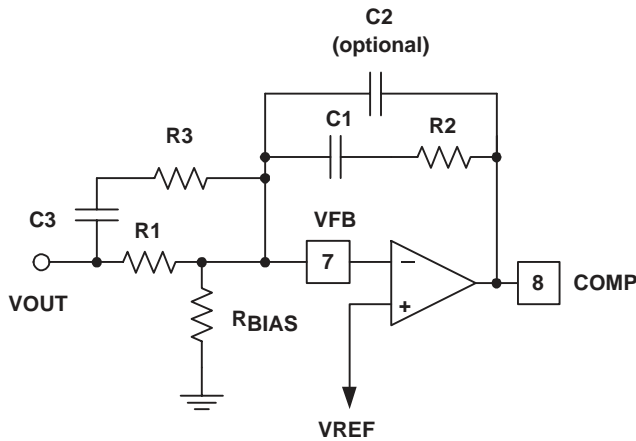 C2
(optional)
C1
R2
R3
C3
R1
VFB
7
−
+
8
COMP
VOUT
RBIAS
VREF